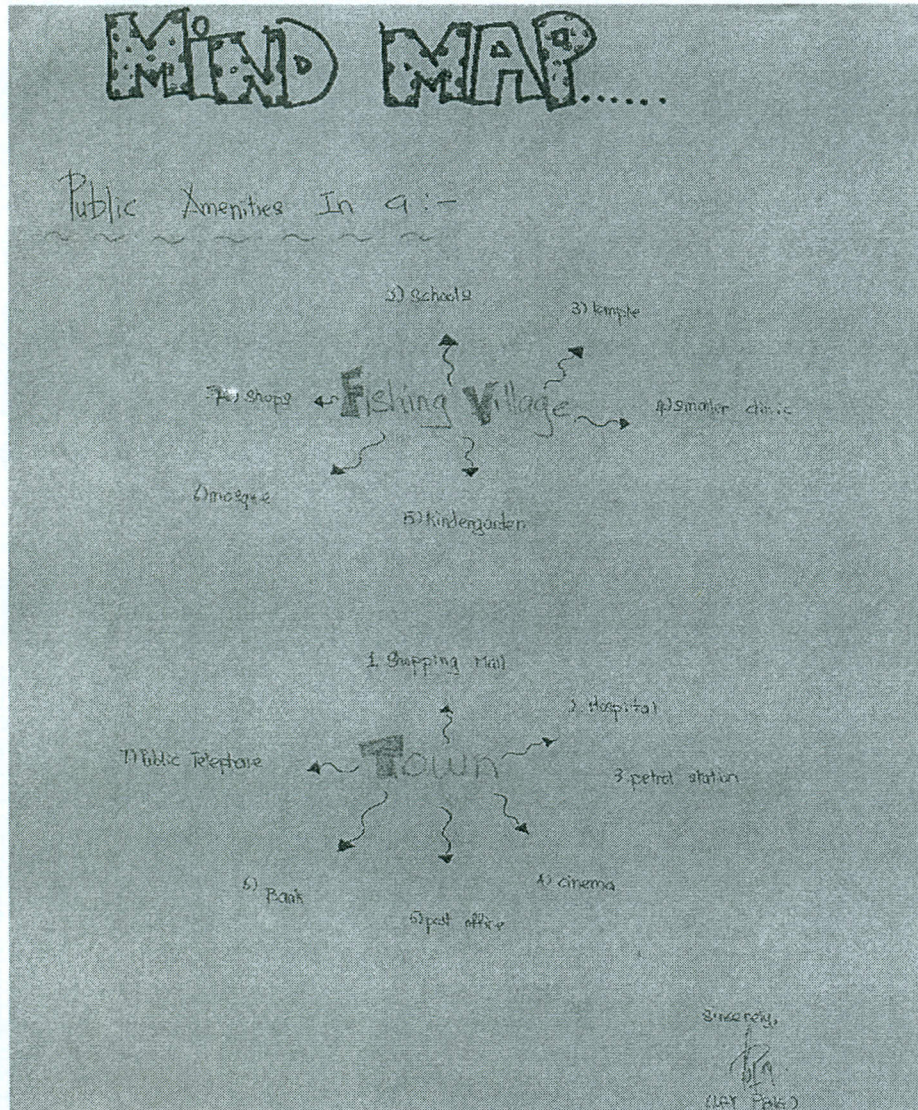 MiND MAP......
Public Amenities In a :-
2) Schools
3) temple
Shops
4) smaller clinic
6) mosque
5) Kindergarden
Fishing Village
1. Shopping Mall
2. Hospital
7) Public Telephone
Town
3. petrol station
6) Bank
4) cinema
5) post office
Sincerely,